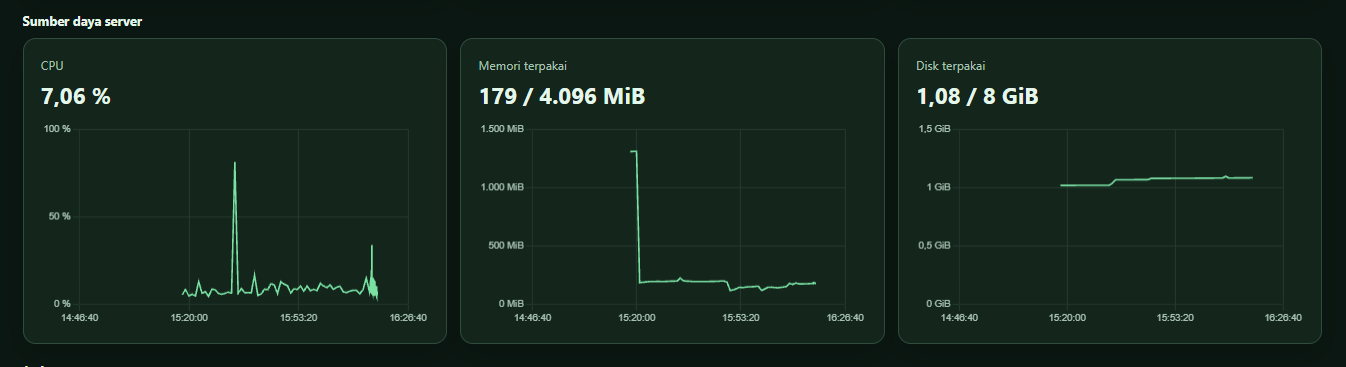 Sumber daya server
CPU
7,06 %
100 %
50 %
0 %
14:46:40
15:20:00
15:53:20
16:26:40
Memori terpakai
179 / 4.096 MiB
1.500 MiB
1.000 MiB
500 MiB
0 MiB
14:46:40
15:20:00
15:53:20
16:26:40
Disk terpakai
1,08 / 8 GiB
1,5 GiB
1 GiB
0,5 GiB
0 GiB
14:46:40
15:20:00
15:53:20
16:26:40